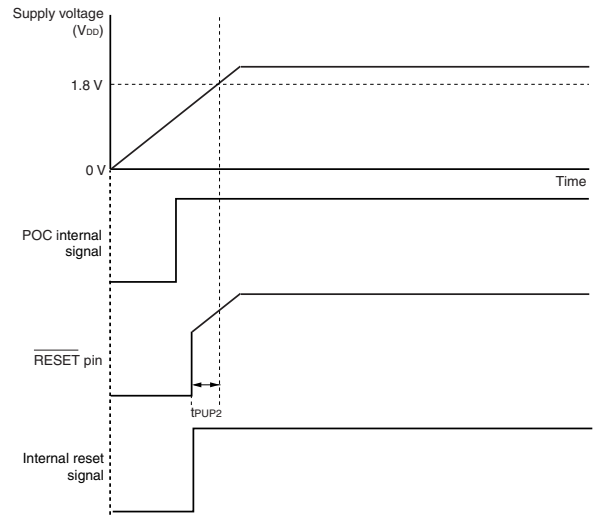 Supply voltage
(VDD)
1.8 V
0 V
Time
POC internal
signal
RESET pin
tPUP2
Internal reset
signal